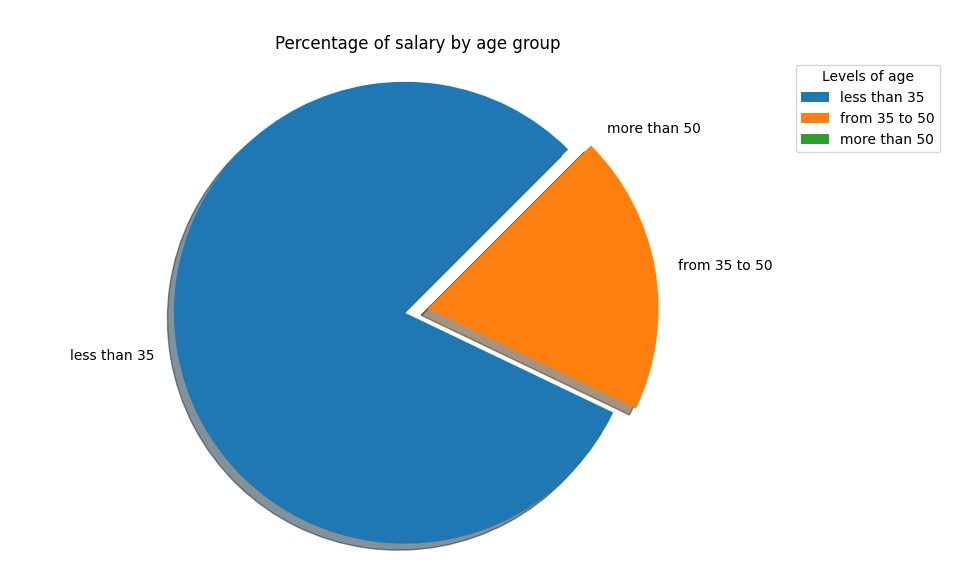 Percentage of salary by age group
Levels of age
less than 35
from 35 to 50
more than 50
more than 50
from 35 to 50
less than 35